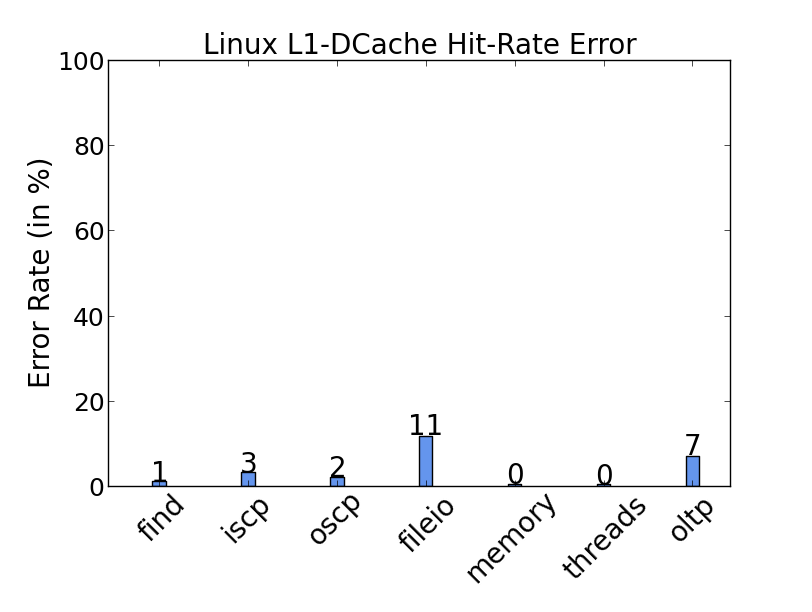 Linux L1-DCache Hit-Rate Error
Error Rate (in %)
100
80
60
40
20
0
1
3
2
11
0
0
7
find
iscp
oscp
fileio
memory
threads
oltp